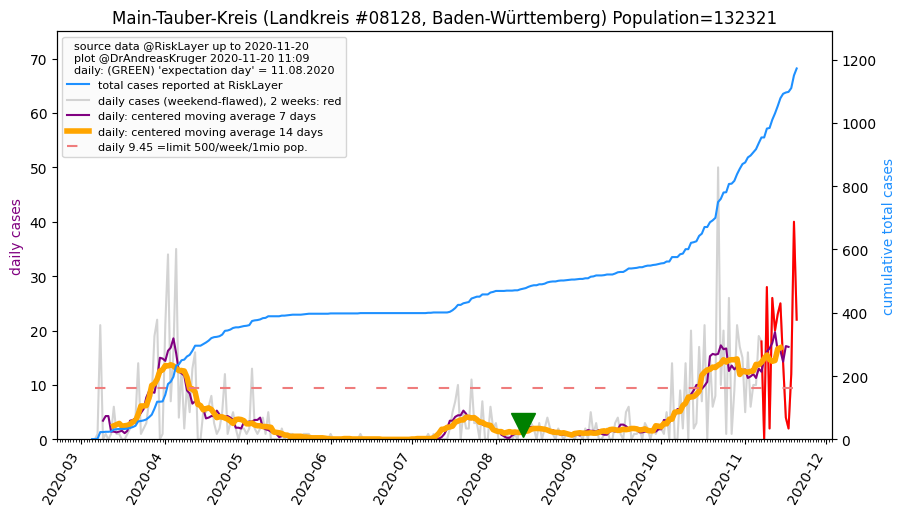 Main-Tauber-Kreis (Landkreis #08128, Baden-Württemberg) Population=132321
source data @RiskLayer up to 2020-11-20
plot @DrAndreasKruger 2020-11-20 11:09
daily: (GREEN) 'expectation day' = 11.08.2020
total cases reported at RiskLayer
daily cases (weekend-flawed), 2 weeks: red
daily: centered moving average 7 days
daily: centered moving average 14 days
daily 9.45 =limit 500/week/1mio pop.
daily cases
70
60
50
40
30
20
10
0
cumulative total cases
1200
1000
800
600
400
200
0
2020-03
2020-04
2020-05
2020-06
2020-07
2020-08
2020-09
2020-10
2020-11
2020-12